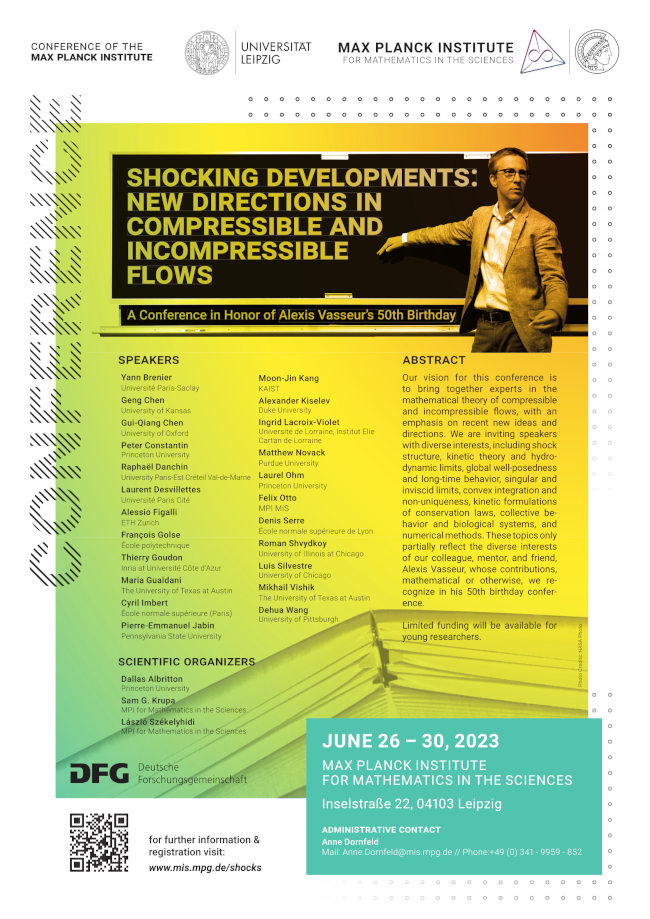 CONFERENCE OF THE
MAX PLANCK INSTITUTE
UNIVERSITÄT
LEIPZIG
MAX PLANCK INSTITUTE
FOR MATHEMATICS IN THE SCIENCES
CONFERENCE
SHOCKING DEVELOPMENTS:
NEW DIRECTIONS IN
COMPRESSIBLE AND
INCOMPRESSIBLE
FLOWS
A Conference in Honor of Alexis Vasseur's 50th Birthday
SPEAKERS
Yann Brenier
Université Paris-Saclay
Geng Chen
University of Kansas
Gui-Qiang Chen
University of Oxford
Peter Constantin
Princeton University
Raphaël Danchin
University Paris-Est Créteil Val-de-Marne
Laurent Desvillettes
Université Paris Cité
Alessio Figalli
ETH Zurich
François Golse
École polytechnique
Thierry Goudon
Inria at Université Côte d'Azur
Maria Gualdani
The University of Texas at Austin
Cyril Imbert
École normale supérieure (Paris)
Pierre-Emmanuel Jabin
Pennsylvania State University
Moon-Jin Kang
KAIST
Alexander Kiselev
Duke University
Ingrid Lacroix-Violet
Université de Lorraine, Institut Elie
Cartan de Lorraine
Matthew Novack
Purdue University
Laurel Ohm
Princeton University
Felix Otto
MPI MiS
Denis Serre
École normale supérieure de Lyon
Roman Shvydkoy
University of Illinois at Chicago
Luis Silvestre
University of Chicago
Mikhail Vishik
The University of Texas at Austin
Dehua Wang
University of Pittsburgh
ABSTRACT
Our vision for this conference is
to bring together experts in the
mathematical theory of compressible
and incompressible flows, with an
emphasis on recent new ideas and
directions. We are inviting speakers
with diverse interests, including shock
structure, kinetic theory and hydro-
dynamic limits, global well-posedness
and long-time behavior, singular and
inviscid limits, convex integration and
non-uniqueness, kinetic formulations
of conservation laws, collective be-
havior and biological systems, and
numerical methods. These topics only
partially reflect the diverse interests
of our colleague, mentor, and friend,
Alexis Vasseur, whose contributions,
mathematical or otherwise, we re-
cognize in his 50th birthday confer-
ence.
Limited funding will be available for
young researchers.
Photo Credits: NASA Photo
SCIENTIFIC ORGANIZERS
Dallas Albritton
Princeton University
Sam G. Krupa
MPI for Mathematics in the Sciences
László Székelyhidi
MPI for Mathematics in the Sciences
DFG Deutsche
Forschungsgemeinschaft
JUNE 26 – 30, 2023
MAX PLANCK INSTITUTE
FOR MATHEMATICS IN THE SCIENCES
Inselstraße 22, 04103 Leipzig
ADMINISTRATIVE CONTACT
Anne Dornfeld
Mail: Anne.Dornfeld@mis.mpg.de // Phone:+49 (0) 341 - 9959 - 852
for further information &
registration visit:
www.mis.mpg.de/shocks